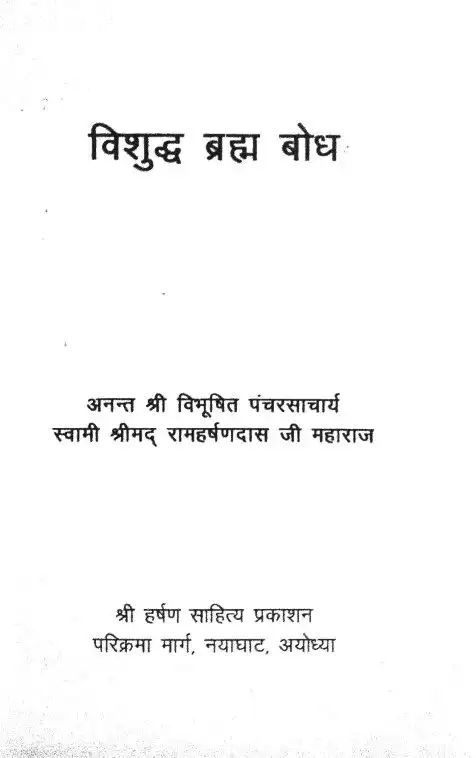 विशुद्ध ब्रह्म बोध
अनन्त श्री विभूषित पंचरसाचार्य
स्वामी श्रीमद् रामहर्षणदास जी महाराज
श्री हर्षण साहित्य प्रकाशन
परिक्रमा मार्ग, नयाघाट, अयोध्या